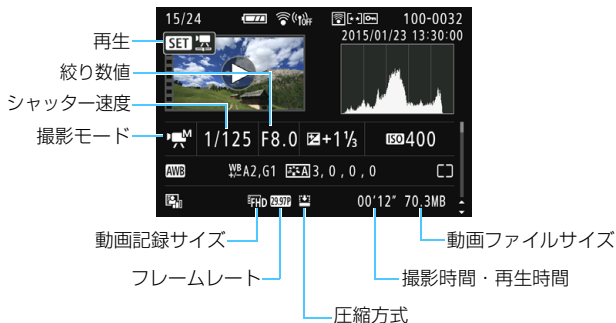 15/24 OFF 100-0032
再生 SET 2015/01/23 13:30:00
絞り数値
シャッター速度
撮影モード M 1/125 F8.0 +1⅓ ISO 400
AWB WB A2,G1 A 3,0,0,0
FHD 29.97P 00'12" 70.3MB
動画記録サイズ 動画ファイルサイズ
フレームレート 撮影時間・再生時間
圧縮方式